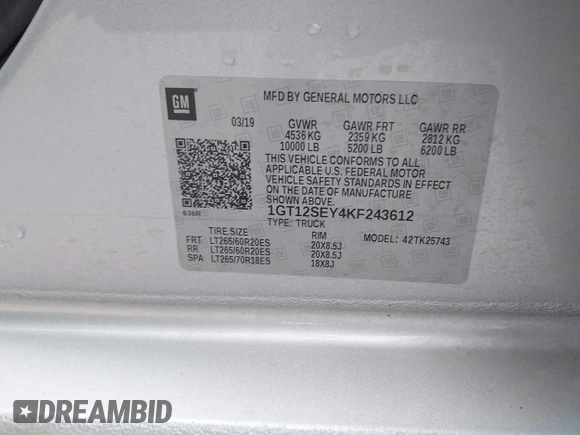 GM
MFD BY GENERAL MOTORS LLC
03/19 GVWR GAWR FRT GAWR RR
4536 KG 2359 KG 2812 KG
10000 LB 5200 LB 6200 LB
THIS VEHICLE CONFORMS TO ALL
APPLICABLE U.S. FEDERAL MOTOR
VEHICLE SAFETY STANDARDS IN EFFECT
ON THE DATE OF MANUFACTURE
SHOWN ABOVE.
636R 1GT12SEY4KF243612
TYPE: TRUCK
TIRE SIZE RIM MODEL: 42TK25743
FRT LT265/60R20ES 20X8.5J
RR LT265/60R20ES 20X8.5J
SPA LT265/70R18ES 18X8J
DREAMBID